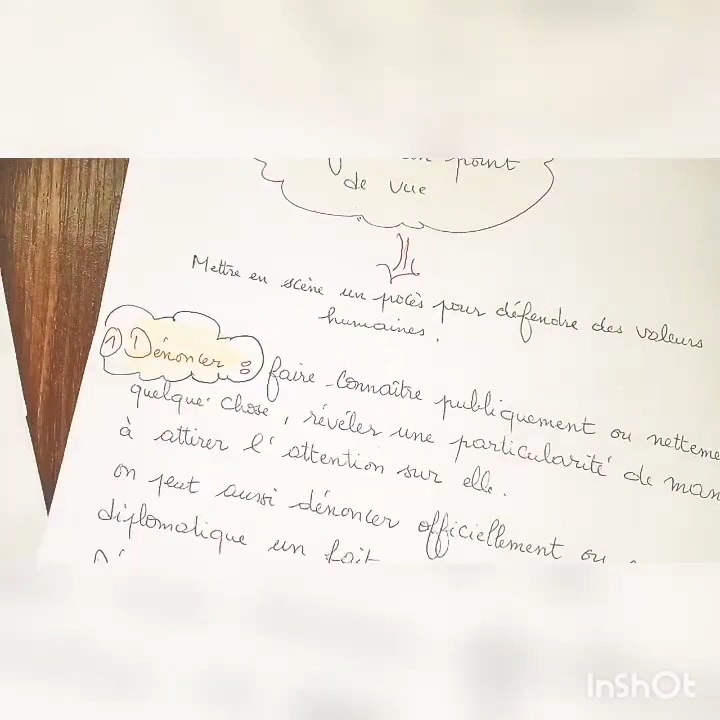 point
de vue
Mettre en scène un pocès pour défendre des valeurs
humaines.
1) Dénoncer : faire connaître publiquement ou netteme
quelque chose, révéler une particularité de man
à attirer l'attention sur elle.
on peut aussi dénoncer officiellement ou
diplomatique un fait
InShOt